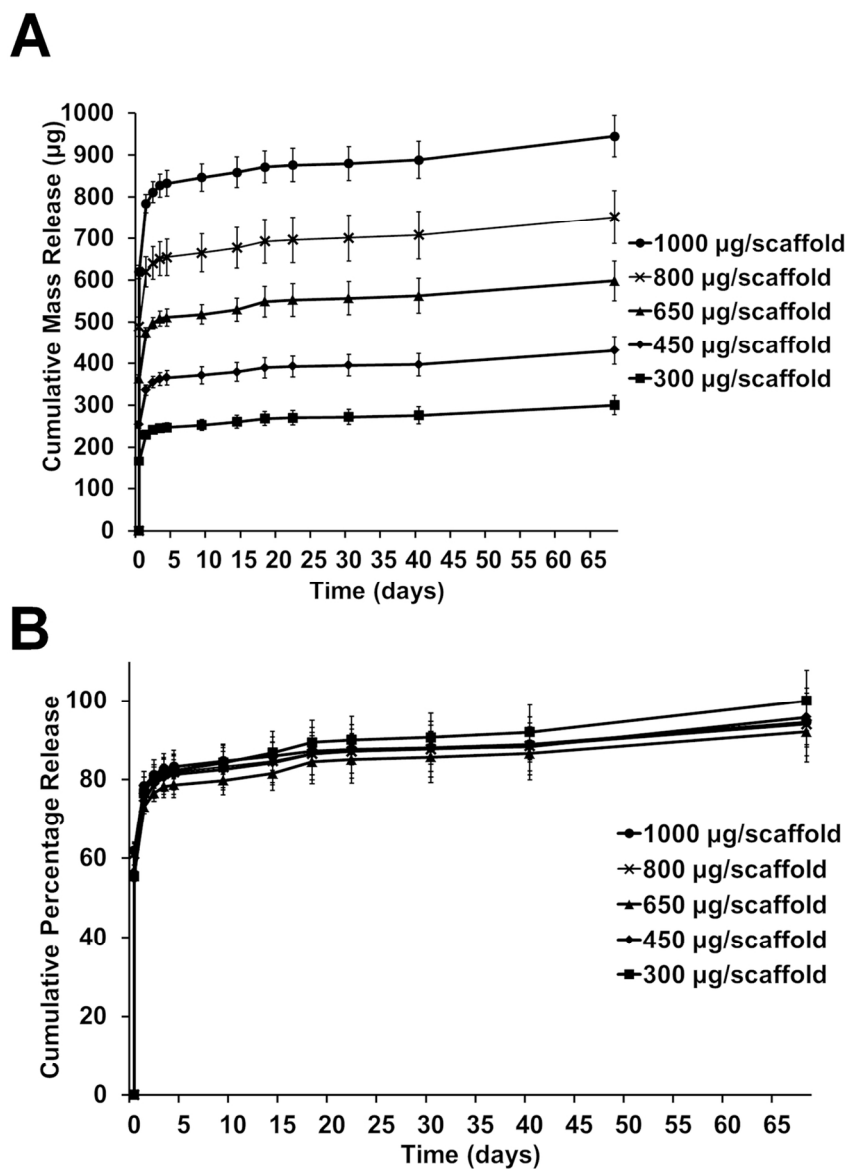 A
Cumulative Mass Release (µg)
1000
900
800
700
600
500
400
300
200
100
0
0 5 10 15 20 25 30 35 40 45 50 55 60 65
Time (days)
1000 µg/scaffold
800 µg/scaffold
650 µg/scaffold
450 µg/scaffold
300 µg/scaffold
B
Cumulative Percentage Release
100
80
60
40
20
0
0 5 10 15 20 25 30 35 40 45 50 55 60 65
Time (days)
1000 µg/scaffold
800 µg/scaffold
650 µg/scaffold
450 µg/scaffold
300 µg/scaffold